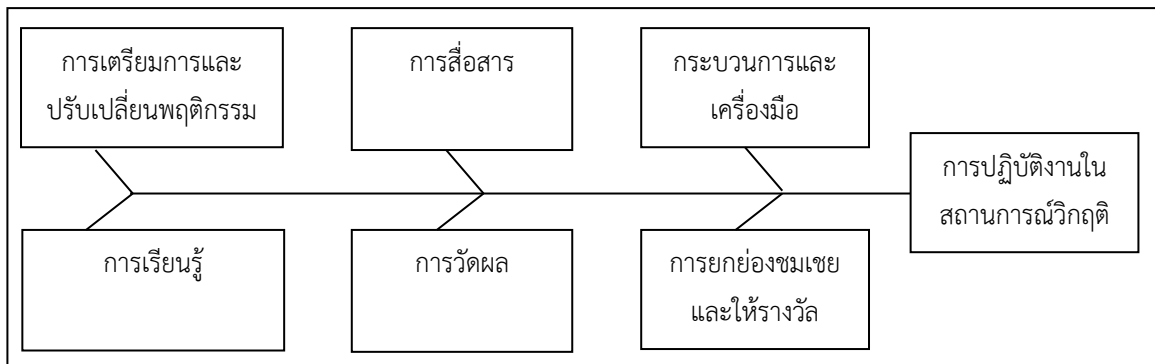 การเตรียมการและ
ปรับเปลี่ยนพฤติกรรม
การสื่อสาร
กระบวนการและ
เครื่องมือ
การปฏิบัติงานใน
สถานการณ์วิกฤติ
การเรียนรู้
การวัดผล
การยกย่องชมเชย
และให้รางวัล